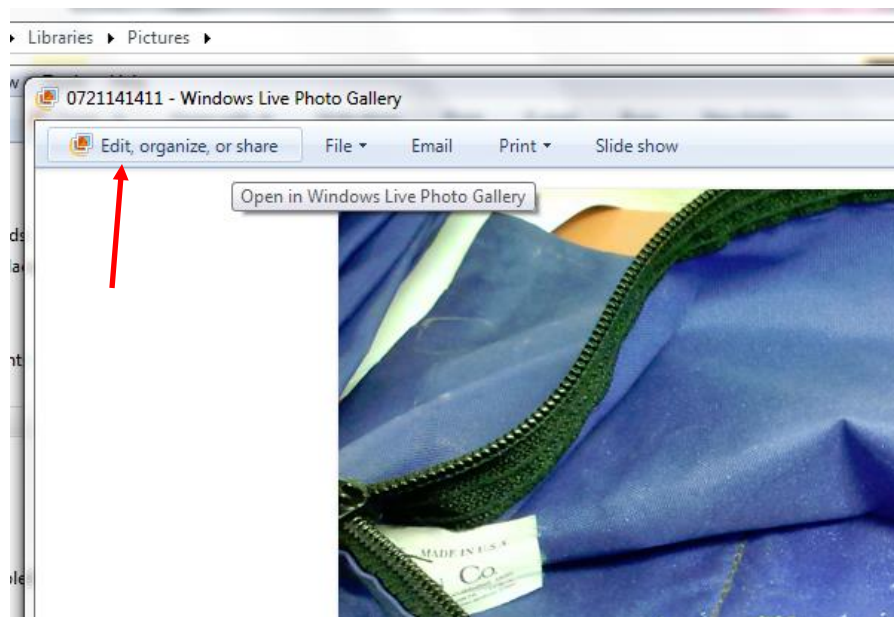 Libraries ▸ Pictures ▸
0721141411 - Windows Live Photo Gallery
Edit, organize, or share File Email Print Slide show
Open in Windows Live Photo Gallery
MADE IN U.S.A.
Co.